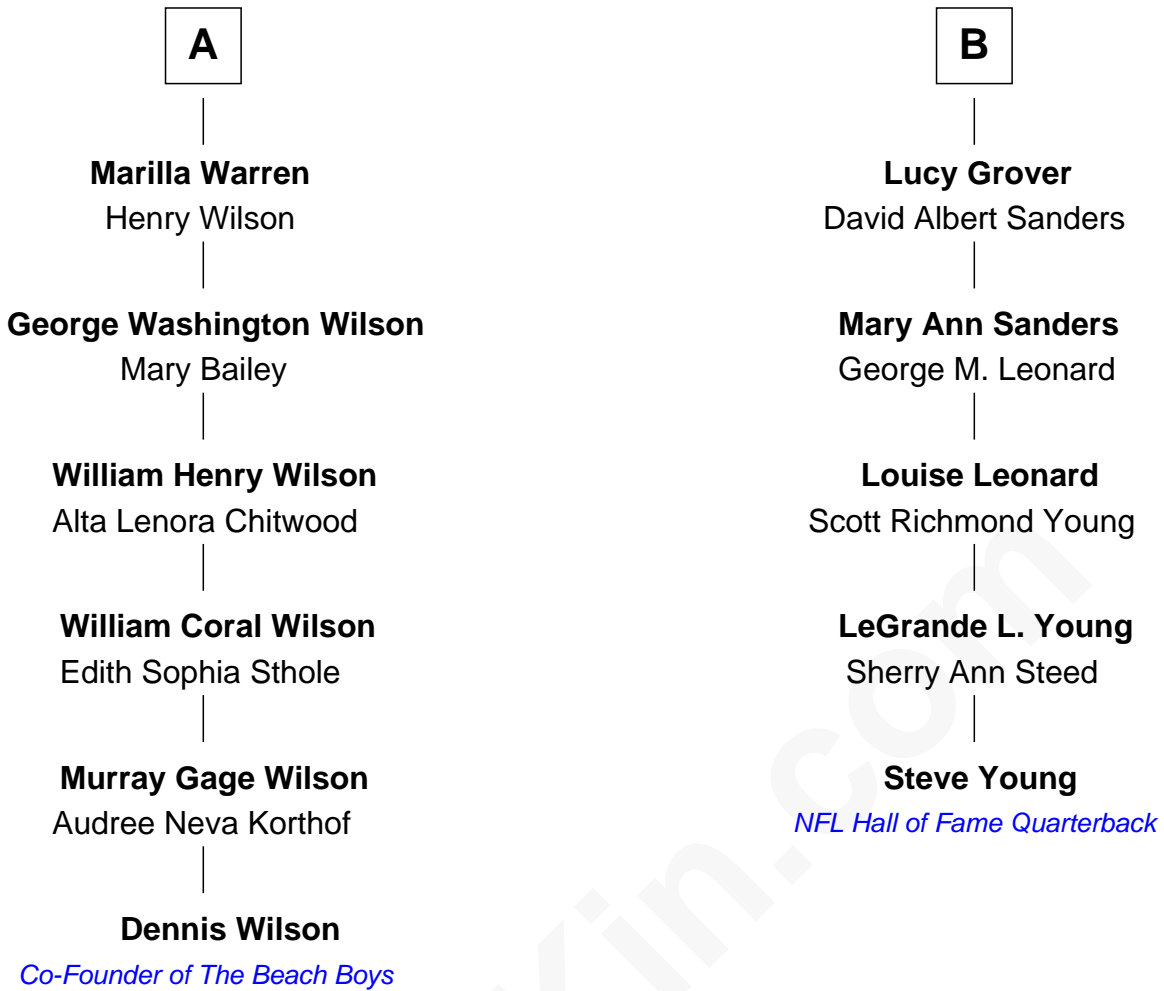 A
Marilla Warren
Henry Wilson
George Washington Wilson
Mary Bailey
William Henry Wilson
Alta Lenora Chitwood
William Coral Wilson
Edith Sophia Sthole
Murray Gage Wilson
Audree Neva Korthof
Dennis Wilson
Co-Founder of The Beach Boys
B
Lucy Grover
David Albert Sanders
Mary Ann Sanders
George M. Leonard
Louise Leonard
Scott Richmond Young
LeGrande L. Young
Sherry Ann Steed
Steve Young
NFL Hall of Fame Quarterback
Kin.com